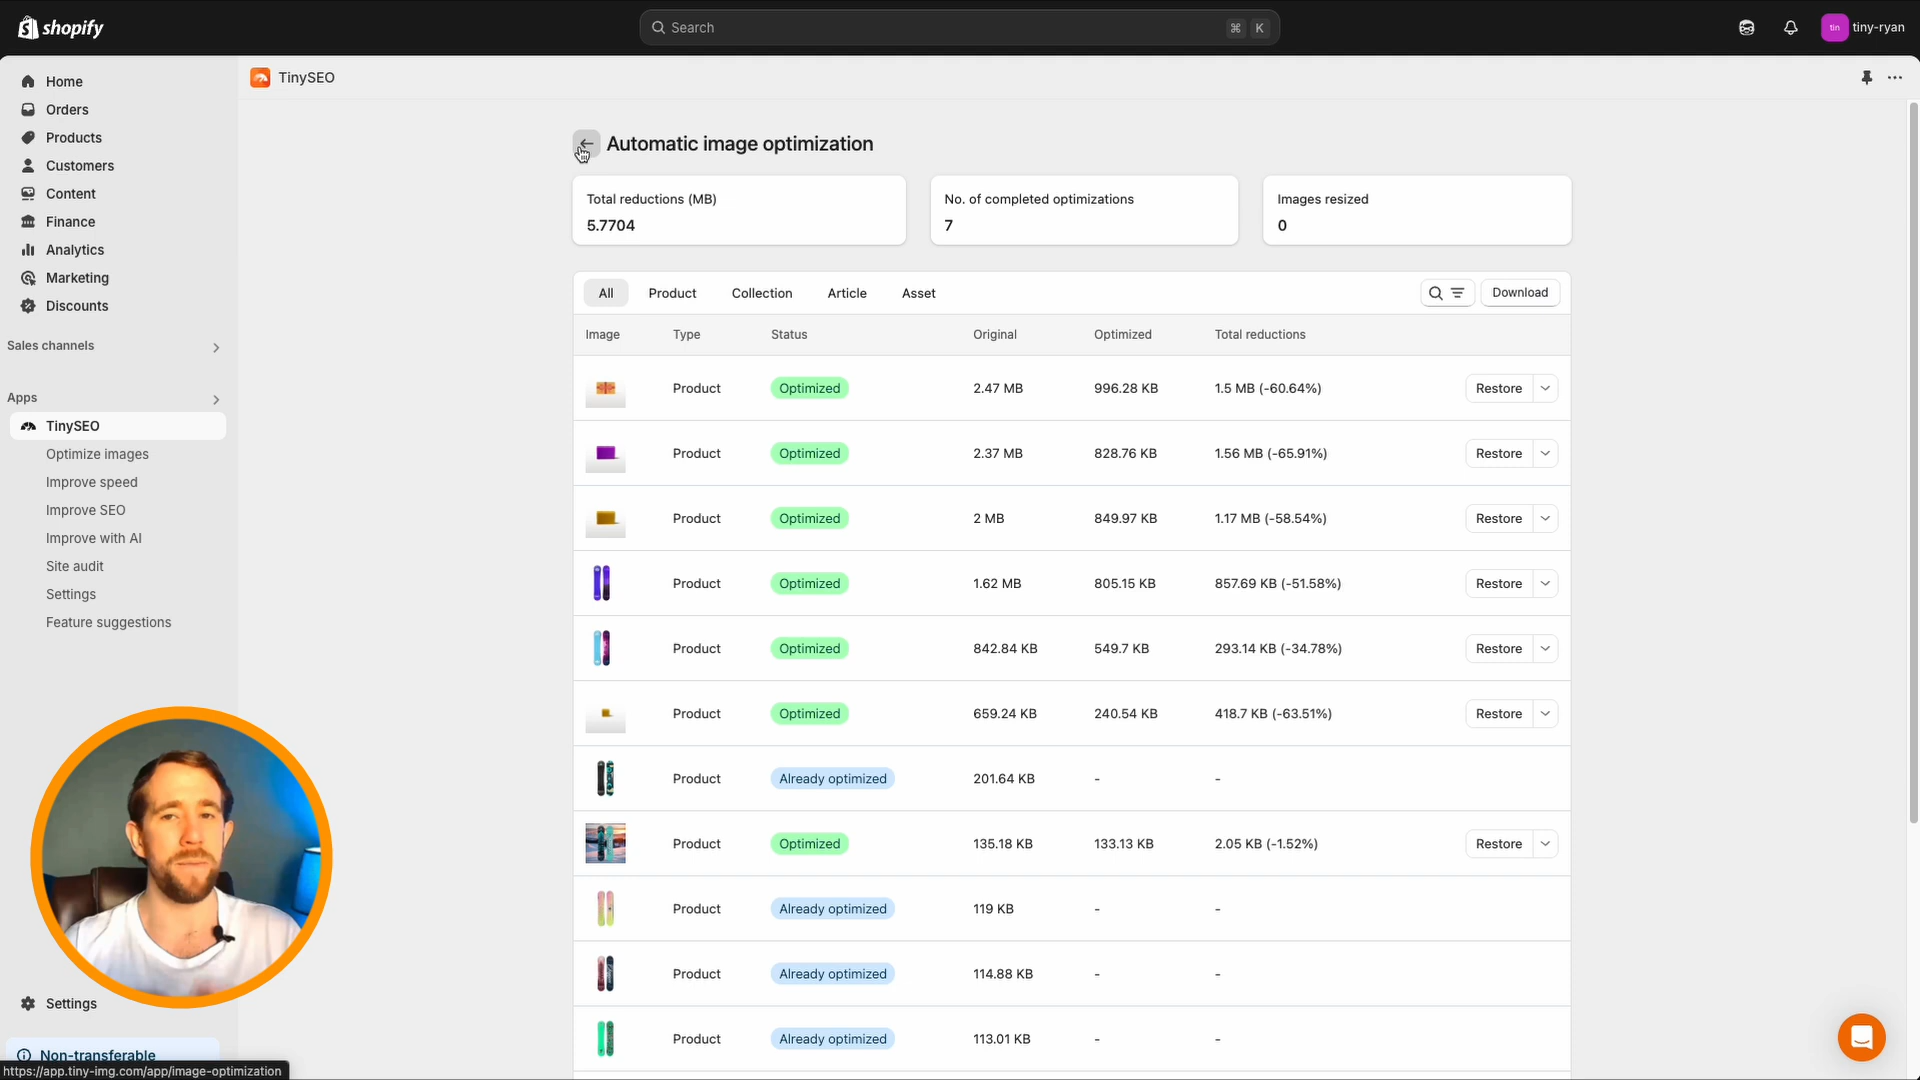 shopify
Search
⌘ K
tin
tiny-ryan
Home
Orders
Products
Customers
Content
Finance
Analytics
Marketing
Discounts
Sales channels
Apps
TinySEO
Optimize images
Improve speed
Improve SEO
Improve with AI
Site audit
Settings
Feature suggestions
Settings
Non-transferable
https://app.tiny-img.com/app/image-optimization
TinySEO
Automatic image optimization
Total reductions (MB)
5.7704
No. of completed optimizations
7
Images resized
0
All Product Collection Article Asset
Download
Image Type Status Original Optimized Total reductions
Product Optimized 2.47 MB 996.28 KB 1.5 MB (-60.64%) Restore
Product Optimized 2.37 MB 828.76 KB 1.56 MB (-65.91%) Restore
Product Optimized 2 MB 849.97 KB 1.17 MB (-58.54%) Restore
Product Optimized 1.62 MB 805.15 KB 857.69 KB (-51.58%) Restore
Product Optimized 842.84 KB 549.7 KB 293.14 KB (-34.78%) Restore
Product Optimized 659.24 KB 240.54 KB 418.7 KB (-63.51%) Restore
Product Already optimized 201.64 KB - -
Product Optimized 135.18 KB 133.13 KB 2.05 KB (-1.52%) Restore
Product Already optimized 119 KB - -
Product Already optimized 114.88 KB - -
Product Already optimized 113.01 KB - -